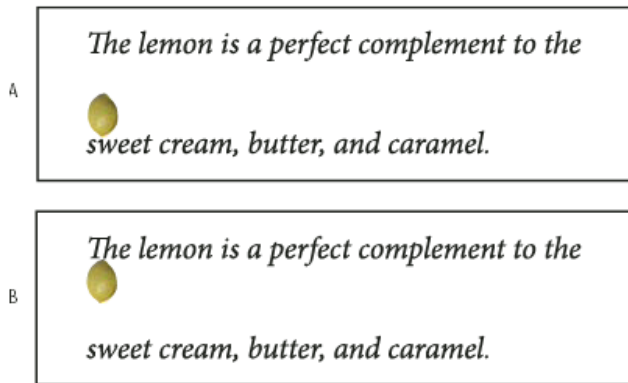 A
The lemon is a perfect complement to the
sweet cream, butter, and caramel.
B
The lemon is a perfect complement to the
sweet cream, butter, and caramel.